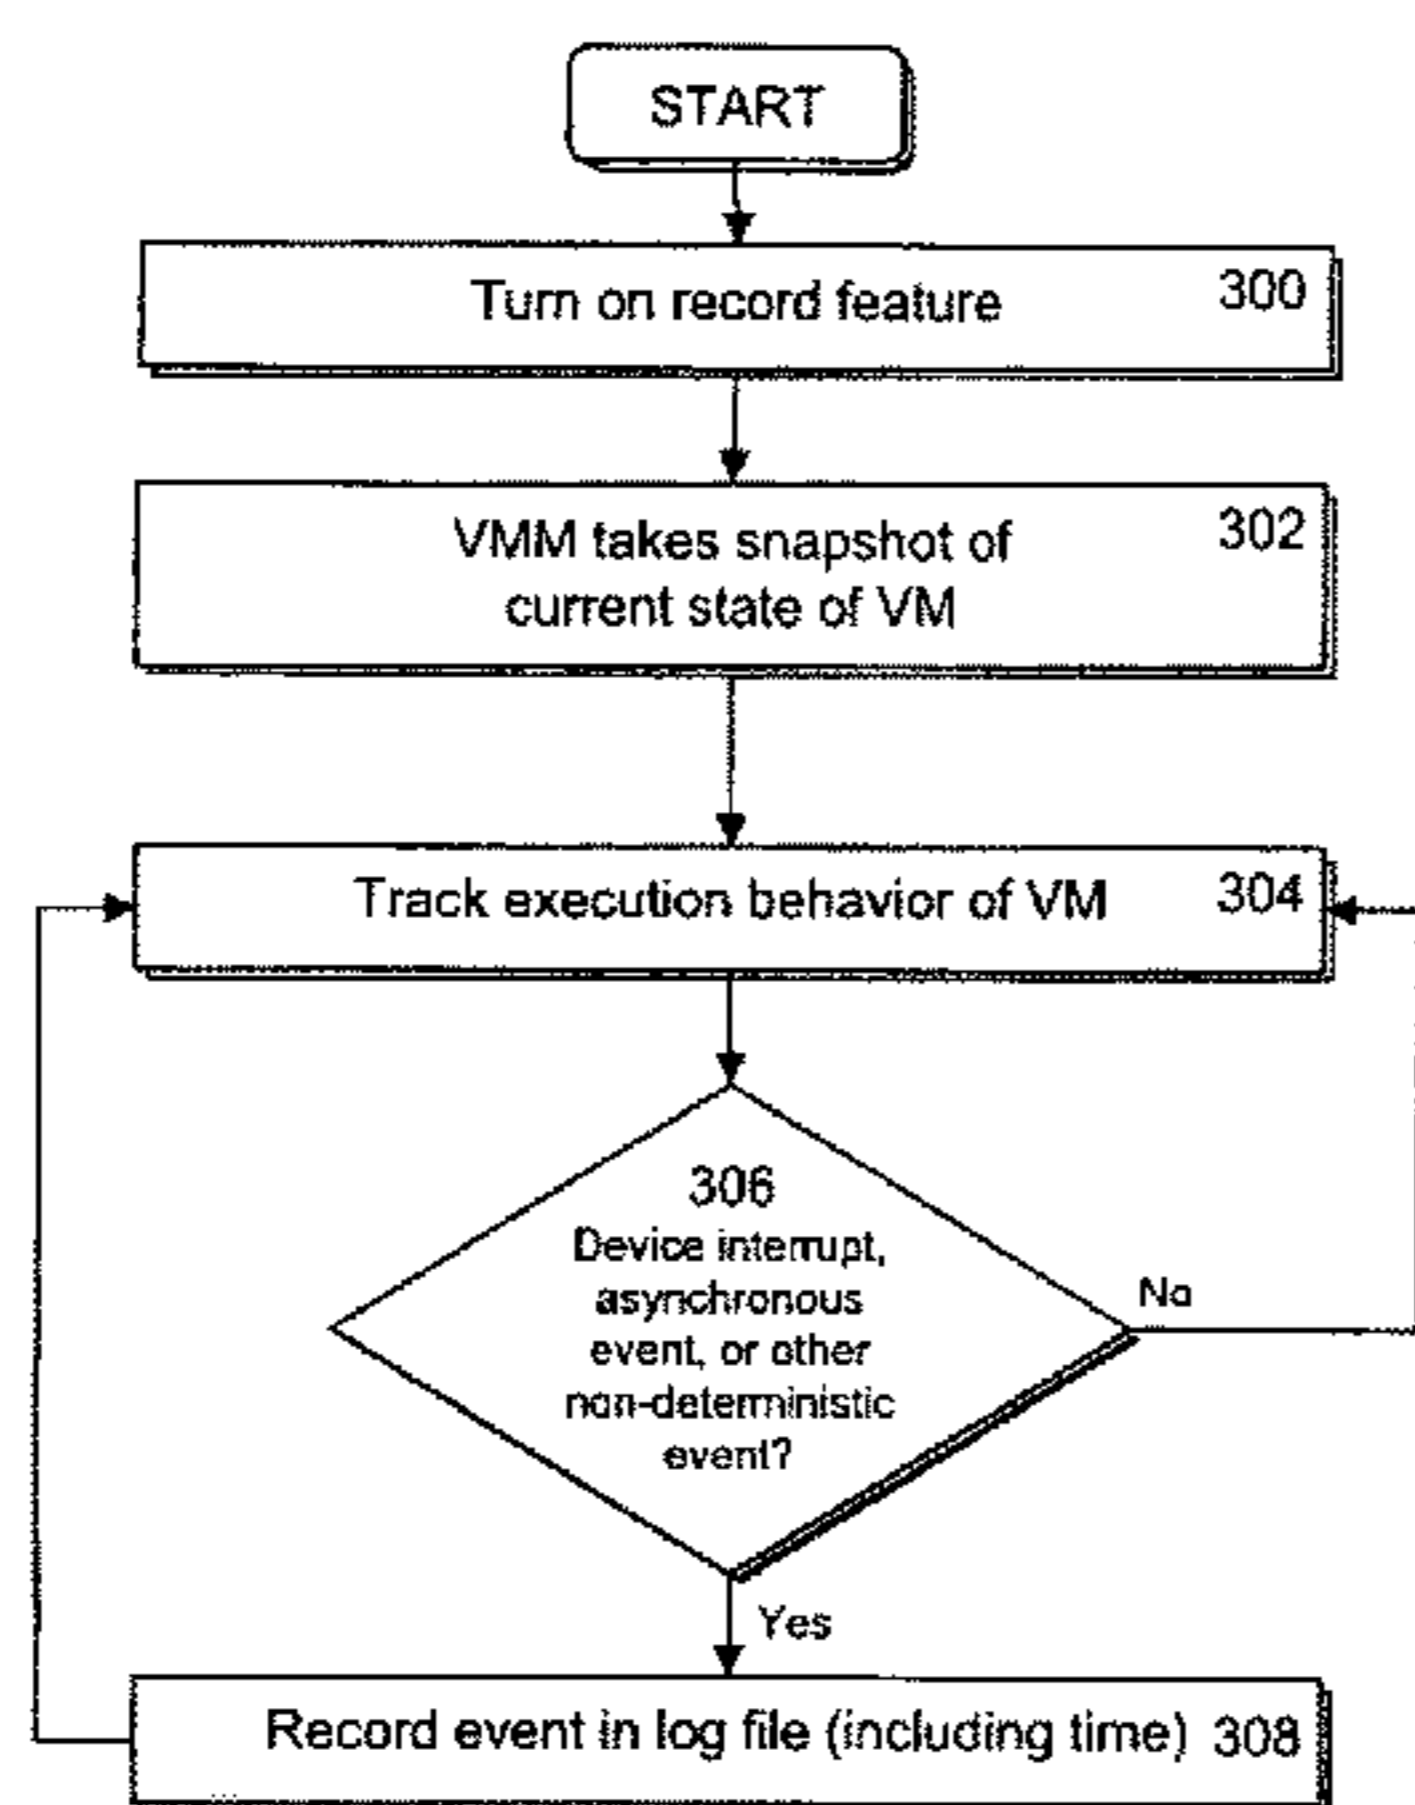 START
Turn on record feature 300
VMM takes snapshot of 302
current state of VM
Track execution behavior of VM 304
306
Device interrupt,
asynchronous
event, or other
non-deterministic
event?
No
Yes
Record event in log file (including time) 308